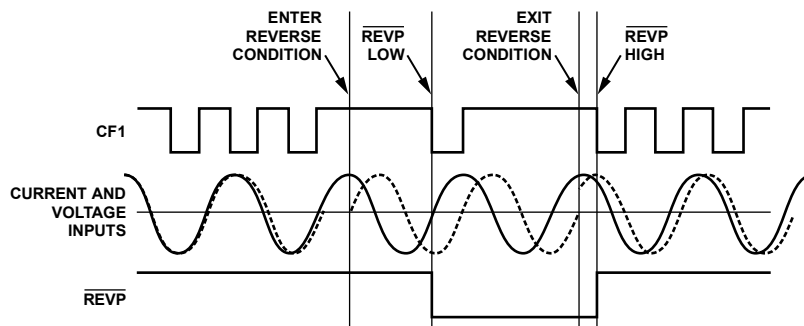 ENTER
REVERSE
CONDITION
REVP
LOW
EXIT
REVERSE
CONDITION
REVP
HIGH
CF1
CURRENT AND
VOLTAGE
INPUTS
REVP